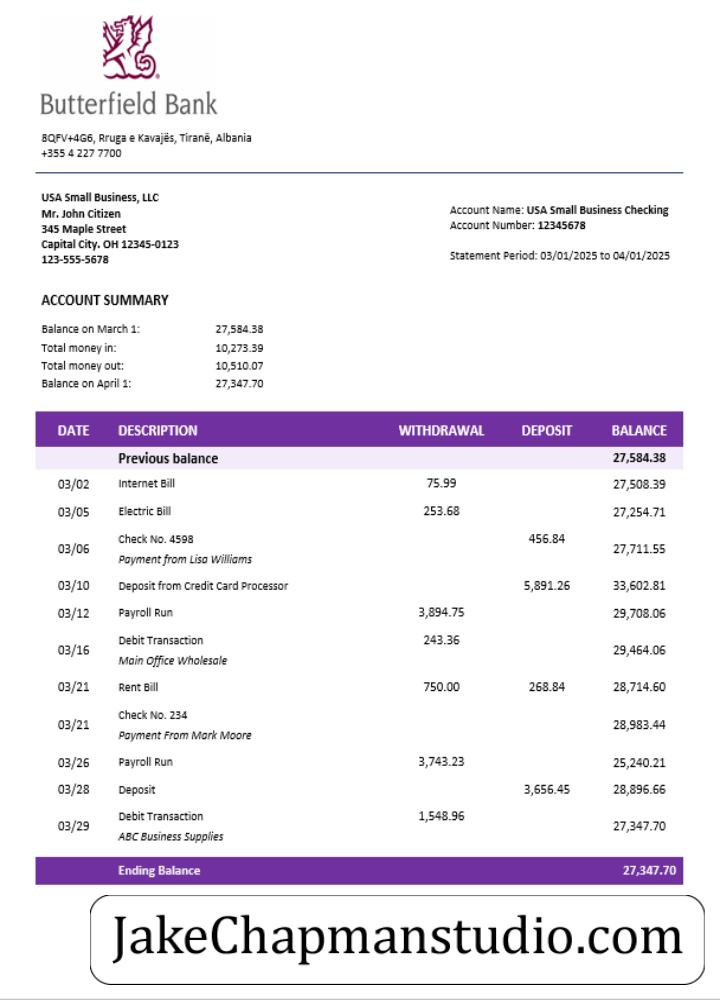 Butterfield Bank
8QFV+4G6, Rruga e Kavajës, Tiranë, Albania
+355 4 227 7700
USA Small Business, LLC
Mr. John Citizen
345 Maple Street
Capital City. OH 12345-0123
123-555-5678
Account Name: USA Small Business Checking
Account Number: 12345678
Statement Period: 03/01/2025 to 04/01/2025
ACCOUNT SUMMARY
Balance on March 1: 27,584.38
Total money in: 10,273.39
Total money out: 10,510.07
Balance on April 1: 27,347.70
DATE DESCRIPTION WITHDRAWAL DEPOSIT BALANCE
Previous balance 27,584.38
03/02 Internet Bill 75.99 27,508.39
03/05 Electric Bill 253.68 27,254.71
03/06 Check No. 4598 456.84 27,711.55
Payment from Lisa Williams
03/10 Deposit from Credit Card Processor 5,891.26 33,602.81
03/12 Payroll Run 3,894.75 29,708.06
03/16 Debit Transaction 243.36 29,464.06
Main Office Wholesale
03/21 Rent Bill 750.00 268.84 28,714.60
03/21 Check No. 234 28,983.44
Payment From Mark Moore
03/26 Payroll Run 3,743.23 25,240.21
03/28 Deposit 3,656.45 28,896.66
03/29 Debit Transaction 1,548.96 27,347.70
ABC Business Supplies
Ending Balance 27,347.70
JakeChapmanstudio.com